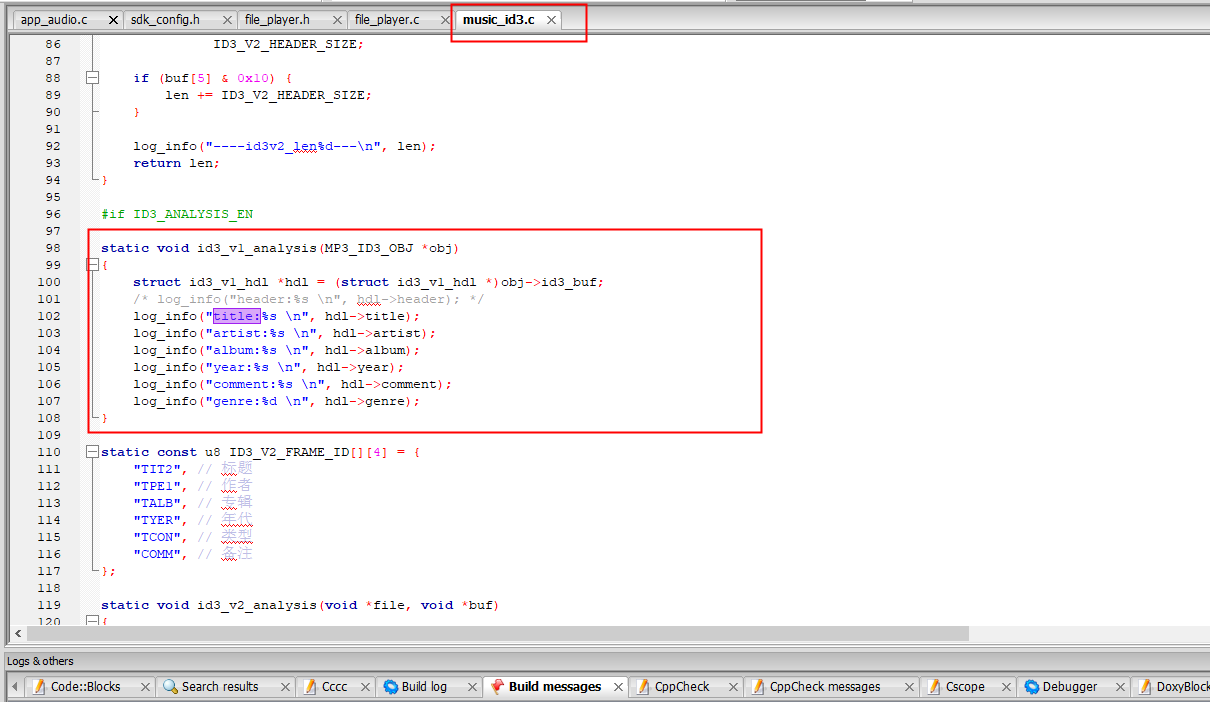 app_audio.c sdk_config.h file_player.h file_player.c music_id3.c
86 ID3_V2_HEADER_SIZE;
87
88 if (buf[5] & 0x10) {
89 len += ID3_V2_HEADER_SIZE;
90 }
91
92 log_info("----id3v2_len%d---\n", len);
93 return len;
94 }
95
96 #if ID3_ANALYSIS_EN
97
98 static void id3_v1_analysis(MP3_ID3_OBJ *obj)
99 {
100 struct id3_v1_hdl *hdl = (struct id3_v1_hdl *)obj->id3_buf;
101 /* log_info("header:%s \n", hdl->header); */
102 log_info("title:%s \n", hdl->title);
103 log_info("artist:%s \n", hdl->artist);
104 log_info("album:%s \n", hdl->album);
105 log_info("year:%s \n", hdl->year);
106 log_info("comment:%s \n", hdl->comment);
107 log_info("genre:%d \n", hdl->genre);
108 }
109
110 static const u8 ID3_V2_FRAME_ID[][4] = {
111 "TIT2", // 标题
112 "TPE1", // 作者
113 "TALB", // 专辑
114 "TYER", // 年代
115 "TCON", // 类型
116 "COMM", // 备注
117 };
118
119 static void id3_v2_analysis(void *file, void *buf)
120 {
Logs & others
Code::Blocks Search results Cccc Build log Build messages CppCheck CppCheck messages Cscope Debugger DoxyBlock